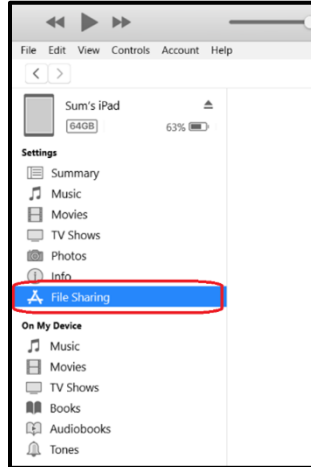 File Edit View Controls Account Help
Sum's iPad
64GB 63%
Settings
Summary
Music
Movies
TV Shows
Photos
Info
File Sharing
On My Device
Music
Movies
TV Shows
Books
Audiobooks
Tones